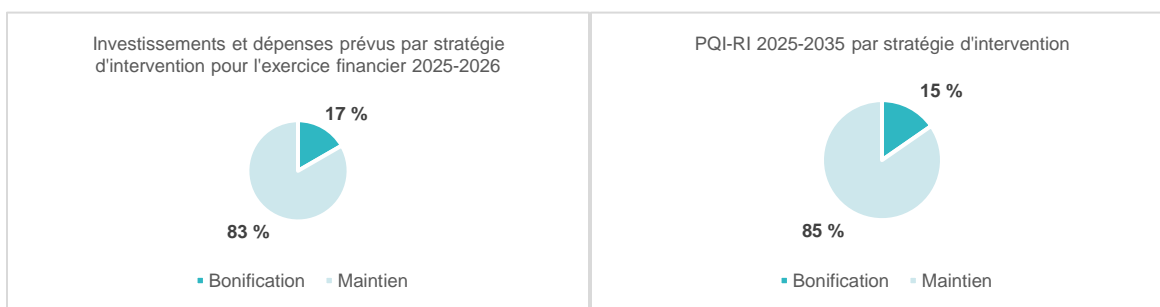 Investissements et dépenses prévus par stratégie
d'intervention pour l'exercice financier 2025-2026
17 %
83 %
Bonification Maintien
PQI-RI 2025-2035 par stratégie d'intervention
15 %
85 %
Bonification Maintien